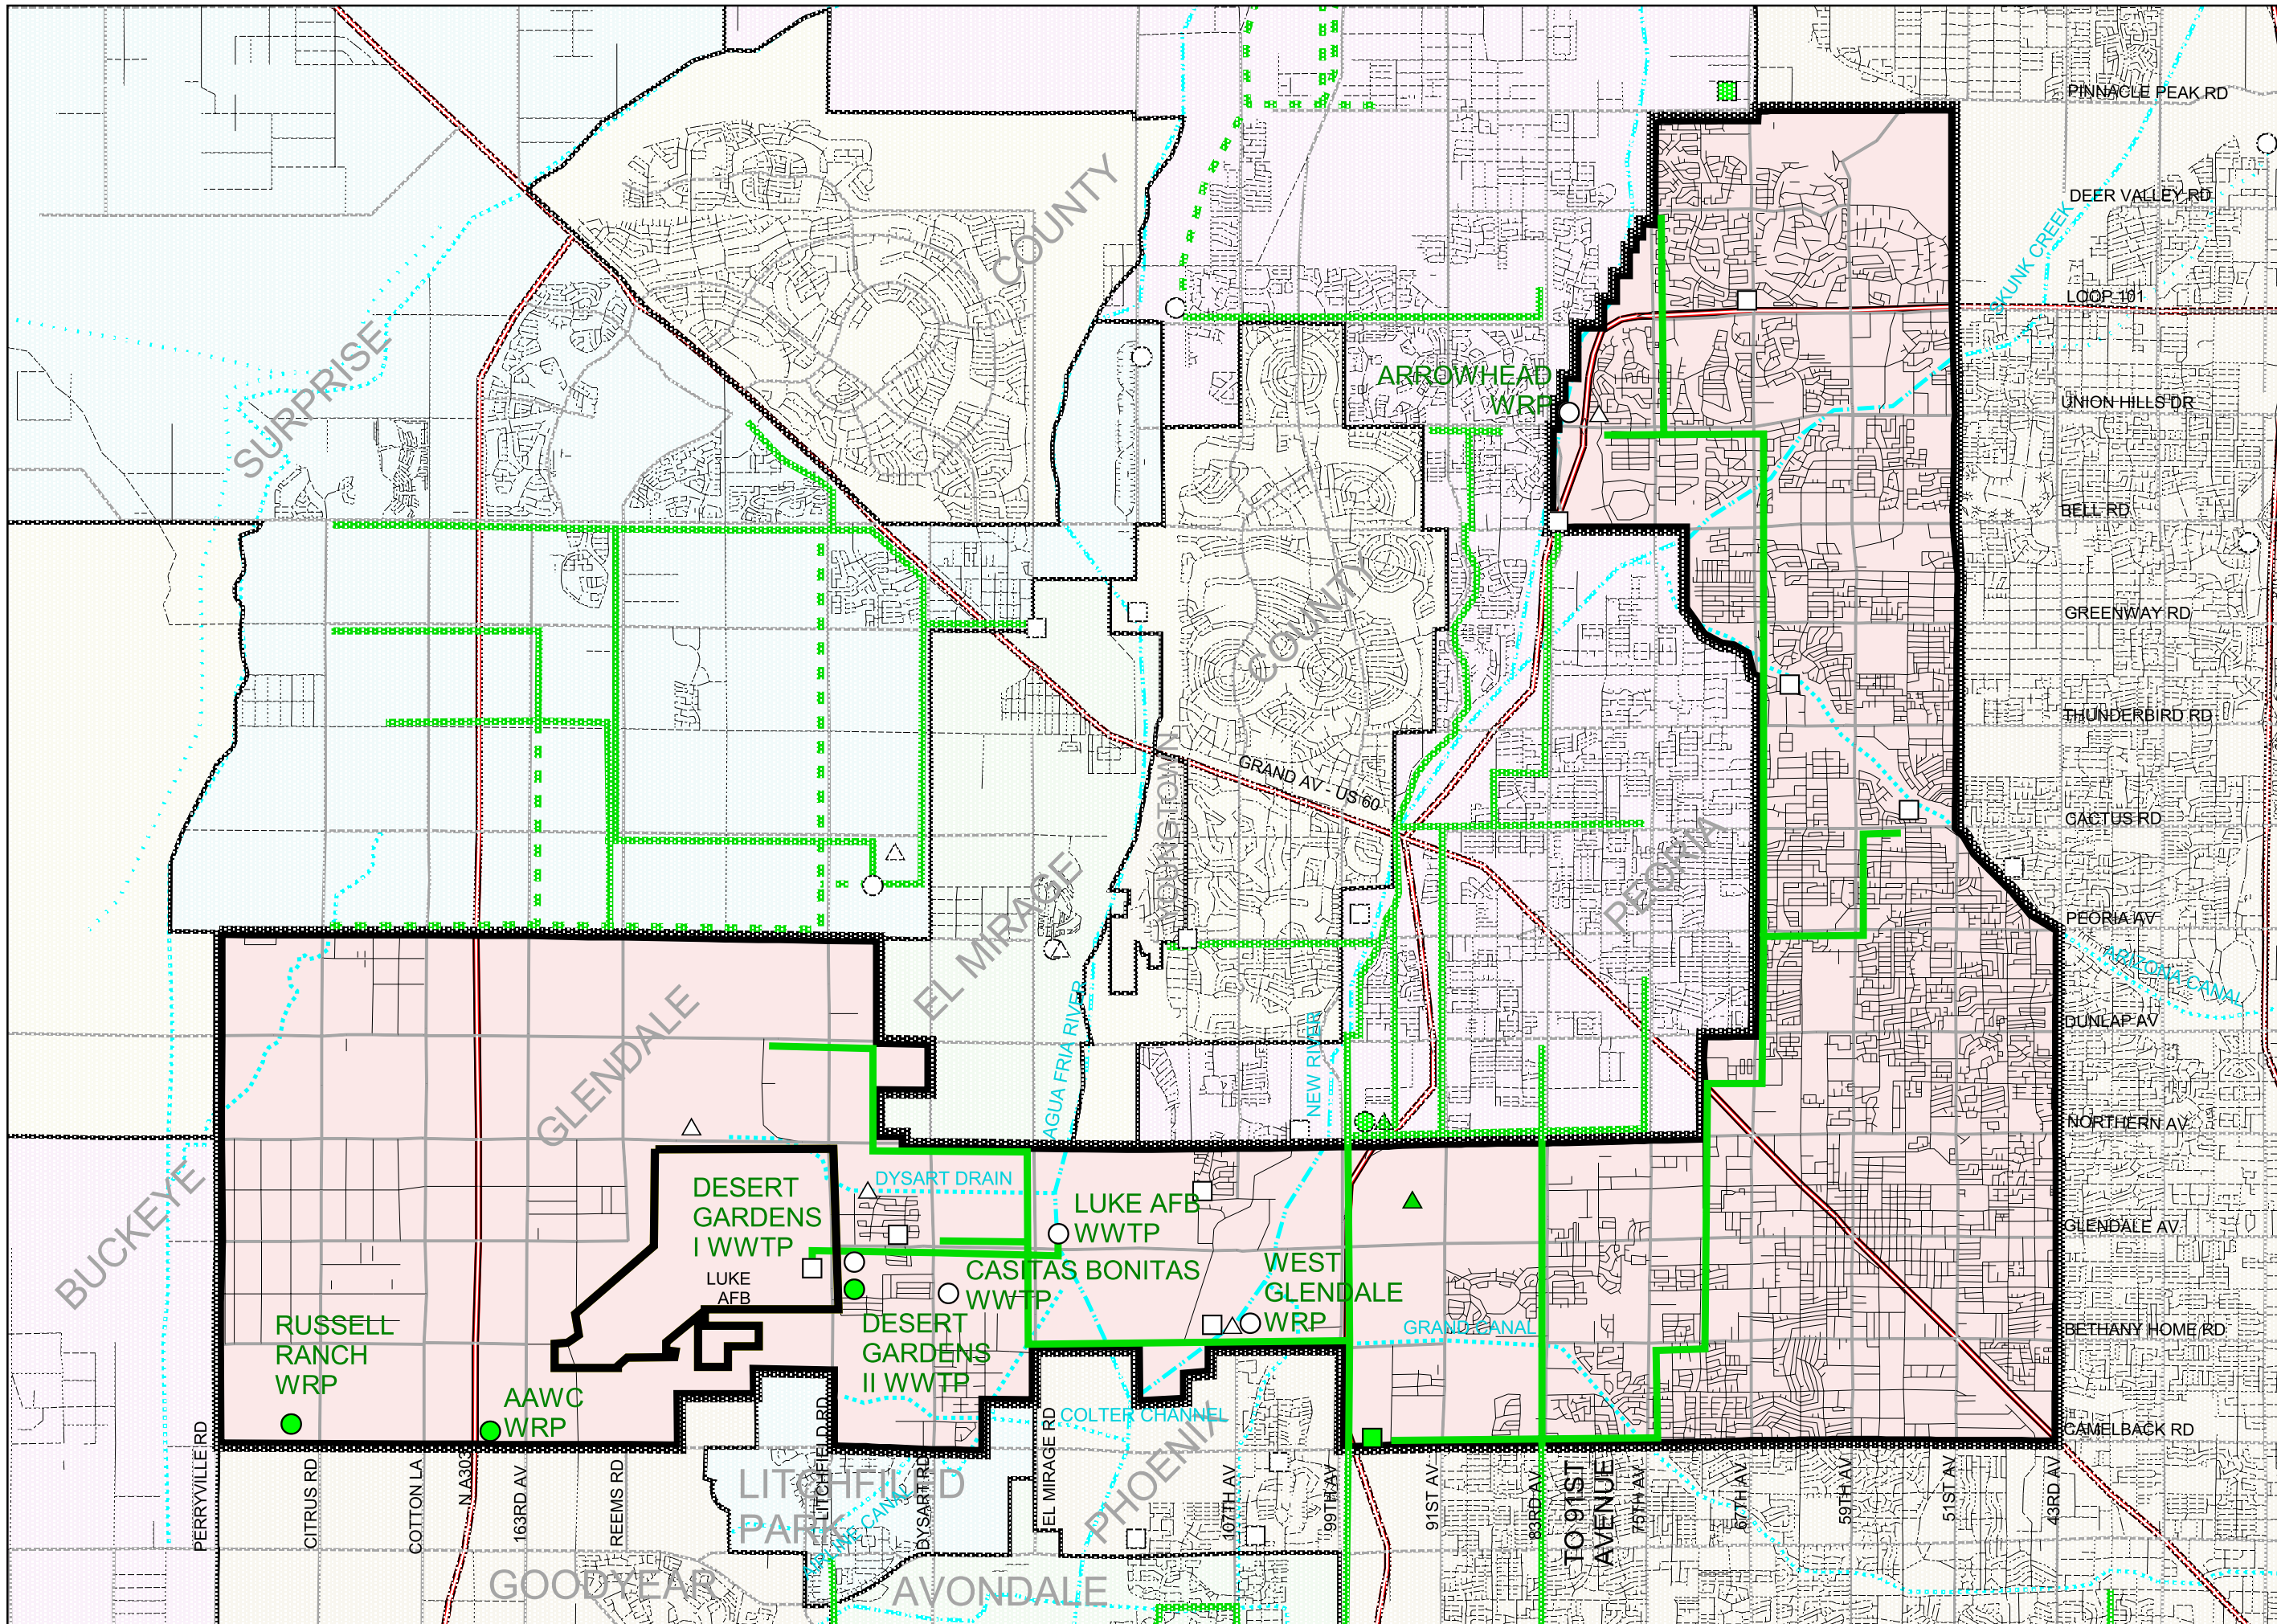 PINNACLE PEAK RD
DEER VALLEY RD
SKUNK CREEK
LOOP 101
COUNTY
SURPRISE
ARROWHEAD
WRP
UNION HILLS DR
BELL RD
COUNTY
GREENWAY RD
THUNDERBIRD RD
YOUNGTOWN
GRAND AV - US 60
CACTUS RD
PEORIA
EL MIRAGE
PEORIA AV
ARIZONA CANAL
GLENDALE
AGUA FRIA RIVER
NEW RIVER
DUNLAP AV
NORTHERN AV
BUCKEYE
DYSART DRAIN
DESERT
GARDENS
I WWTP
LUKE AFB
WWTP
GLENDALE AV
LUKE
AFB
CASITAS BONITAS
WWTP
WEST
GLENDALE
WRP
RUSSELL
RANCH
WRP
DESERT
GARDENS
II WWTP
GRAND CANAL
BETHANY HOME RD
AAWC
WRP
COLTER CHANNEL
CAMELBACK RD
PERRYVILLE RD
CITRUS RD
COTTON LA
N A303
163RD AV
REEMS RD
LITCHFIELD RD
DYSART RD
EL MIRAGE RD
107TH AV
99TH AV
91ST AV
83RD AV
TO 91ST
AVENUE
75TH AV
67TH AV
59TH AV
51ST AV
43RD AV
LITCHFIELD
PARK
AIRLINE CANAL
PHOENIX
GOODYEAR
AVONDALE